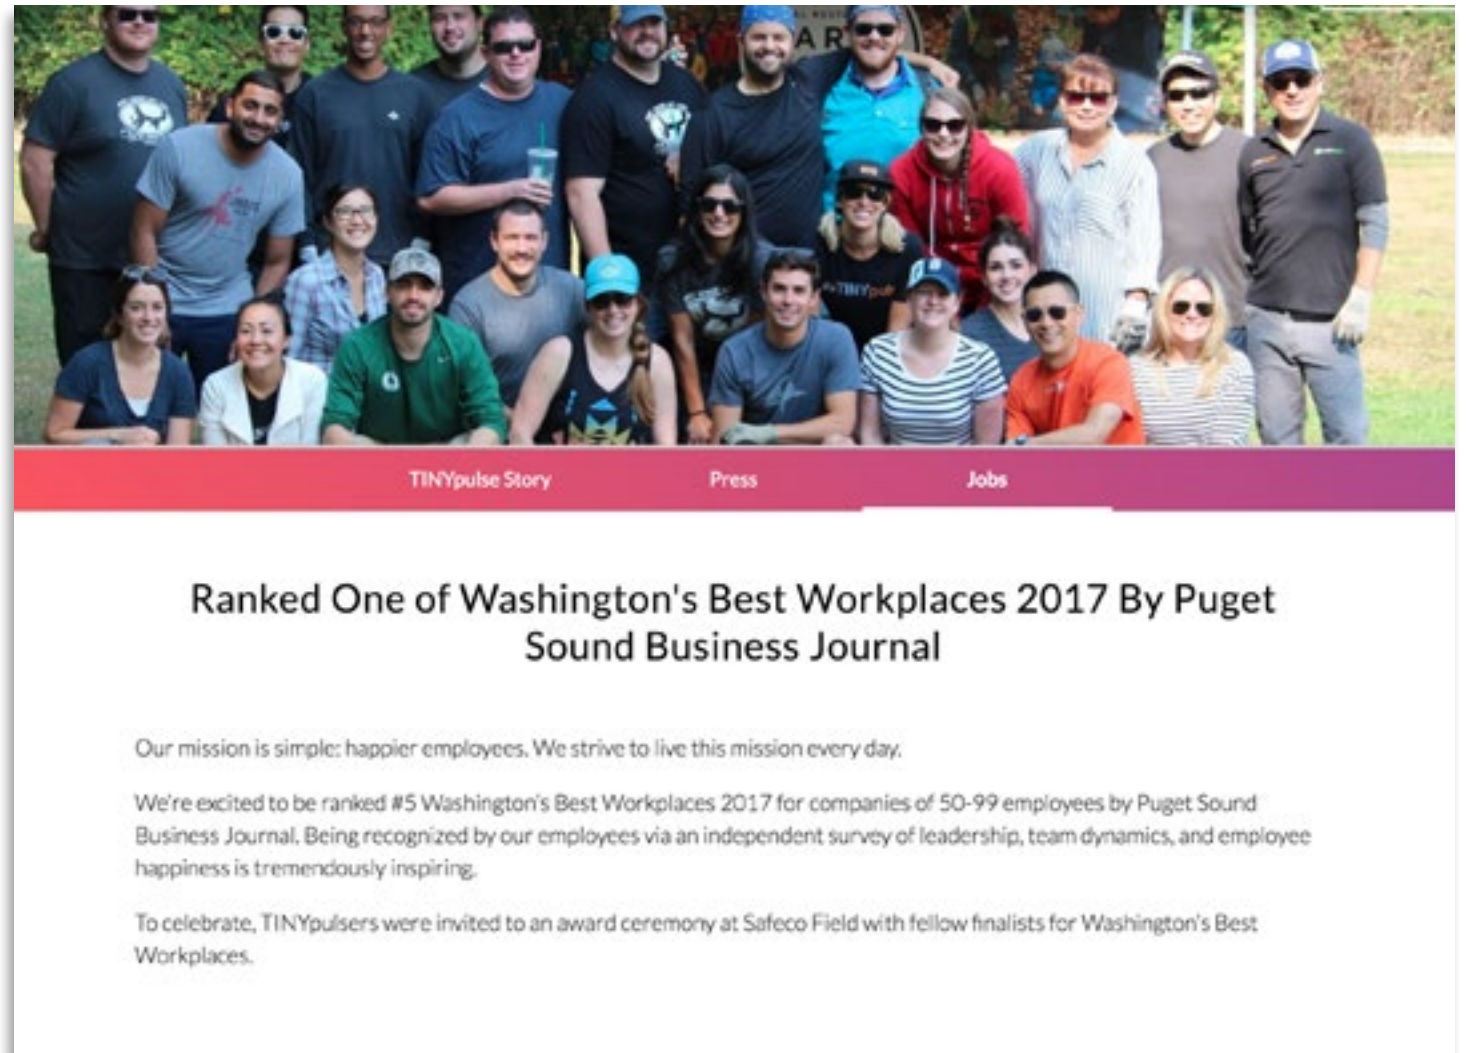 AR
#TINYpulse
TINYpulse Story
Press
Jobs
Ranked One of Washington's Best Workplaces 2017 By Puget
Sound Business Journal
Our mission is simple: happier employees. We strive to live this mission every day.
We're excited to be ranked #5 Washington's Best Workplaces 2017 for companies of 50-99 employees by Puget Sound
Business Journal. Being recognized by our employees via an independent survey of leadership, team dynamics, and employee
happiness is tremendously inspiring.
To celebrate, TINYpulsers were invited to an award ceremony at Safeco Field with fellow finalists for Washington's Best
Workplaces.